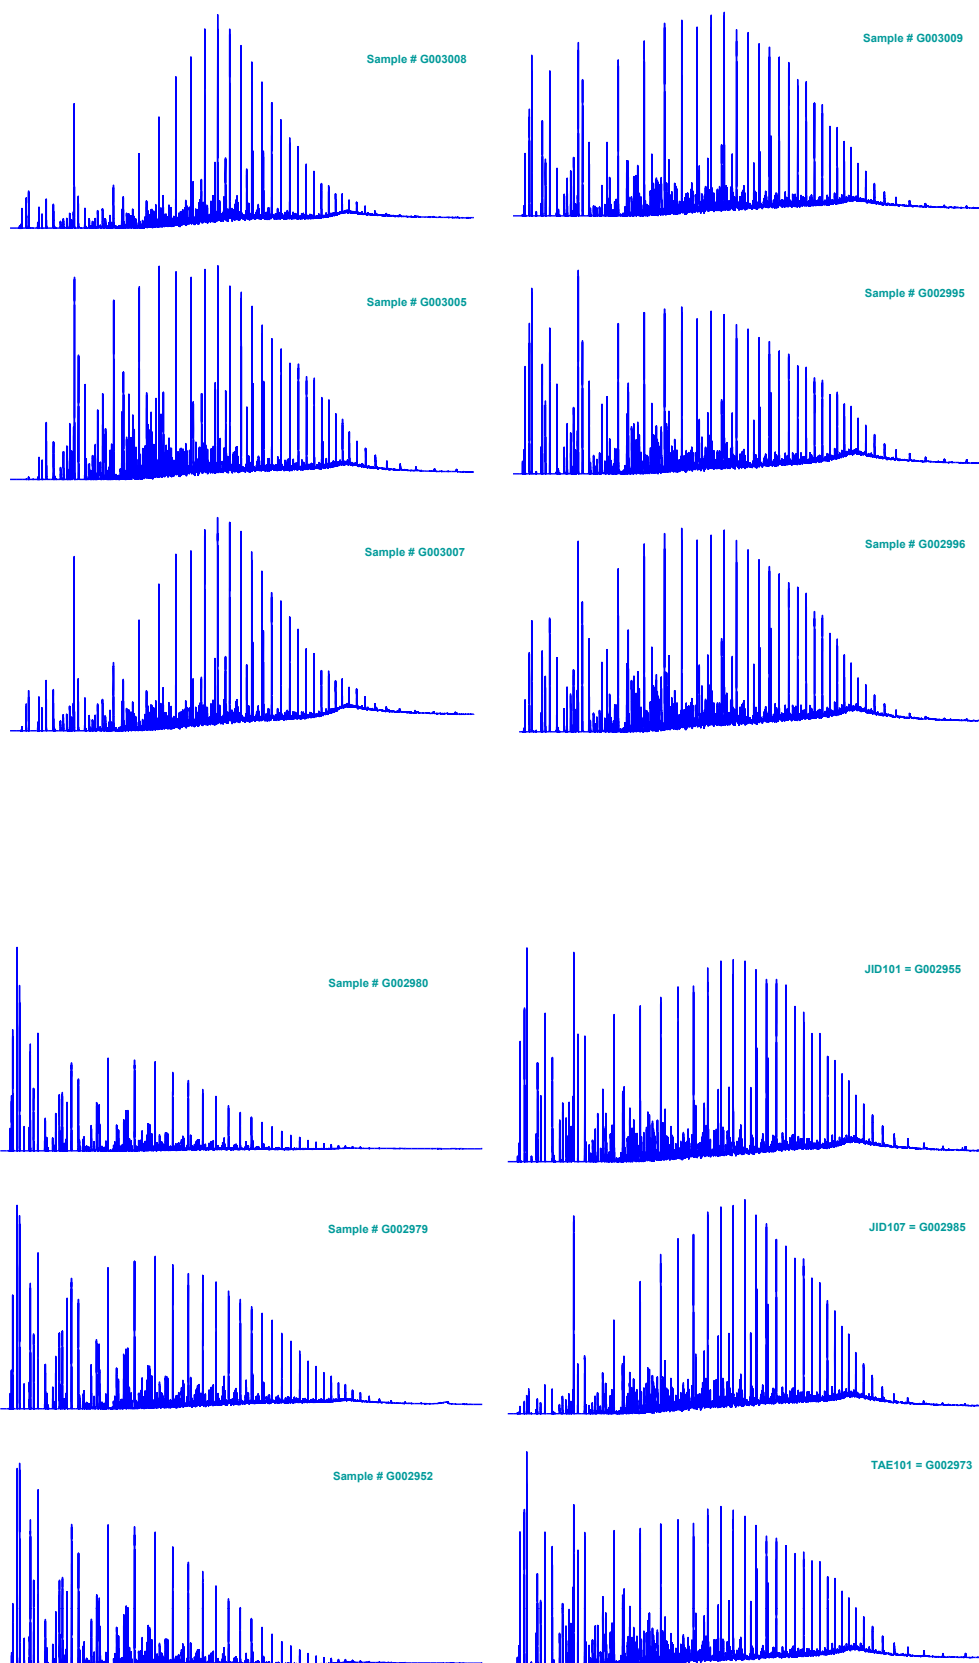 Sample # G003008
Sample # G003009
Sample # G003005
Sample # G002995
Sample # G003007
Sample # G002996
Sample # G002980
JID101 = G002955
Sample # G002979
JID107 = G002985
Sample # G002952
TAE101 = G002973